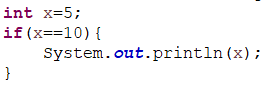 int x=5;
if(x==10){
System.out.println(x);
}